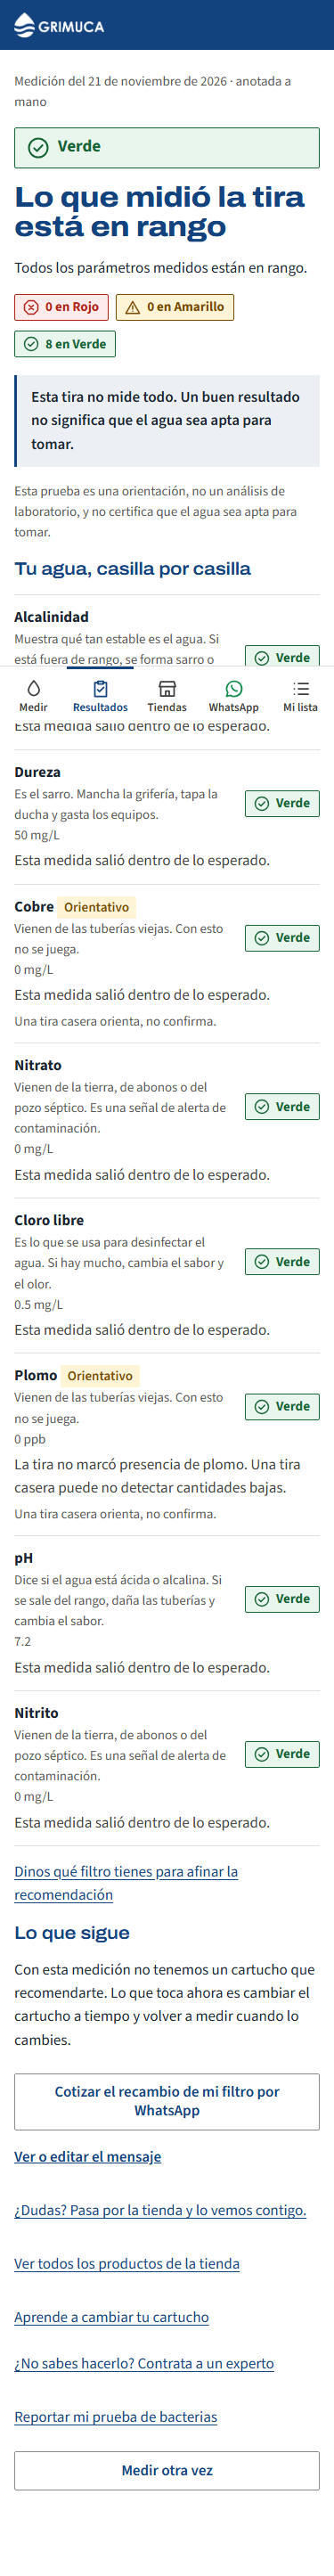 GRIMUCA
Medición del 21 de noviembre de 2026 · anotada a
mano
Verde
Lo que midió la tira
está en rango
Todos los parámetros medidos están en rango.
0 en Rojo
0 en Amarillo
8 en Verde
Esta tira no mide todo. Un buen resultado
no significa que el agua sea apta para
tomar.
Esta prueba es una orientación, no un análisis de
laboratorio, y no certifica que el agua sea apta para
tomar.
Tu agua, casilla por casilla
Alcalinidad
Muestra qué tan estable es el agua. Si
está fuera de rango, se forma sarro o
Verde
Medir
Resultados
Tiendas
WhatsApp
Mi lista
Esta medida salió dentro de lo esperado.
Dureza
Es el sarro. Mancha la grifería, tapa la
ducha y gasta los equipos.
Verde
50 mg/L
Esta medida salió dentro de lo esperado.
Cobre Orientativo
Vienen de las tuberías viejas. Con esto
no se juega.
Verde
0 mg/L
Esta medida salió dentro de lo esperado.
Una tira casera orienta, no confirma.
Nitrato
Vienen de la tierra, de abonos o del
pozo séptico. Es una señal de alerta de
contaminación.
Verde
0 mg/L
Esta medida salió dentro de lo esperado.
Cloro libre
Es lo que se usa para desinfectar el
agua. Si hay mucho, cambia el sabor y
el olor.
Verde
0.5 mg/L
Esta medida salió dentro de lo esperado.
Plomo Orientativo
Vienen de las tuberías viejas. Con esto
no se juega.
Verde
0 ppb
La tira no marcó presencia de plomo. Una tira
casera puede no detectar cantidades bajas.
Una tira casera orienta, no confirma.
pH
Dice si el agua está ácida o alcalina. Si
se sale del rango, daña las tuberías y
cambia el sabor.
Verde
7.2
Esta medida salió dentro de lo esperado.
Nitrito
Vienen de la tierra, de abonos o del
pozo séptico. Es una señal de alerta de
contaminación.
Verde
0 mg/L
Esta medida salió dentro de lo esperado.
Dinos qué filtro tienes para afinar la
recomendación
Lo que sigue
Con esta medición no tenemos un cartucho que
recomendarte. Lo que toca ahora es cambiar el
cartucho a tiempo y volver a medir cuando lo
cambies.
Cotizar el recambio de mi filtro por
WhatsApp
Ver o editar el mensaje
¿Dudas? Pasa por la tienda y lo vemos contigo.
Ver todos los productos de la tienda
Aprende a cambiar tu cartucho
¿No sabes hacerlo? Contrata a un experto
Reportar mi prueba de bacterias
Medir otra vez